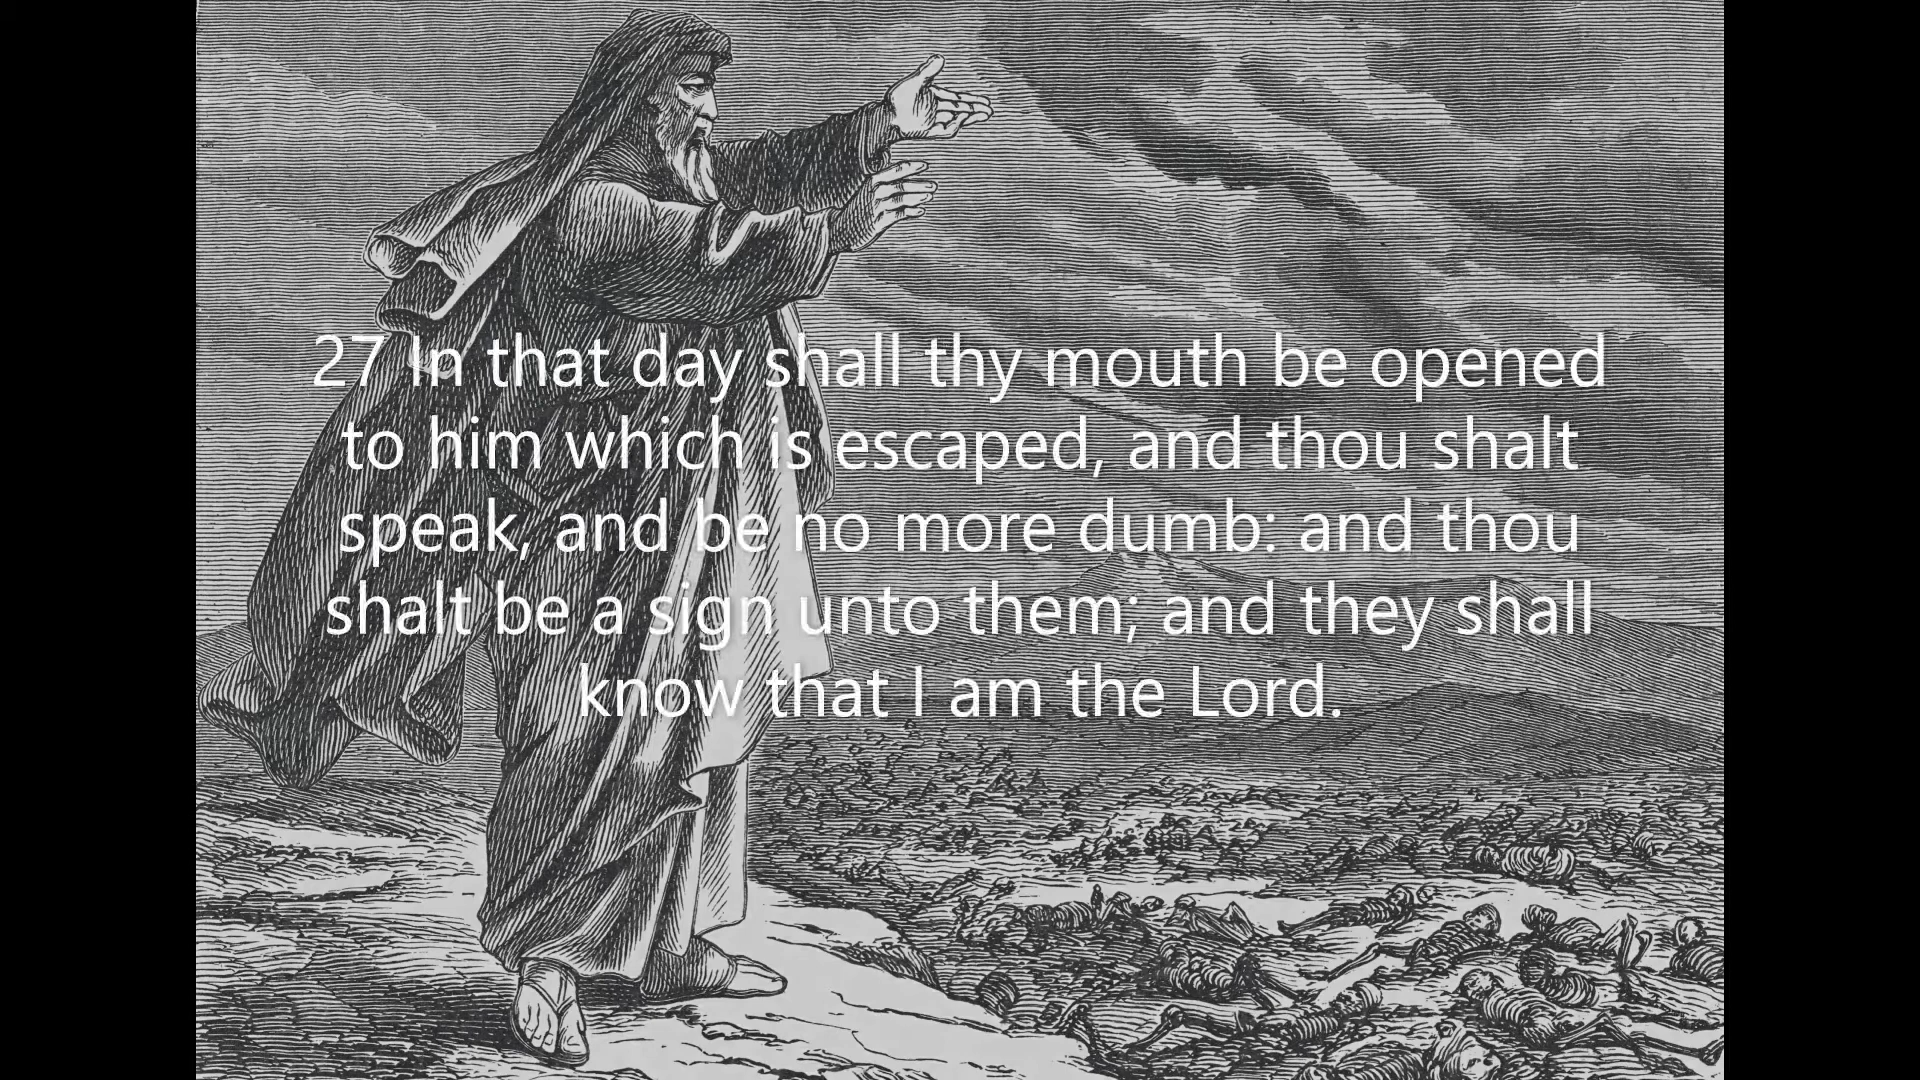 27 In that day shall thy mouth be opened
to him which is escaped, and thou shalt
speak, and be no more dumb: and thou
shalt be a sign unto them; and they shall
know that I am the Lord.